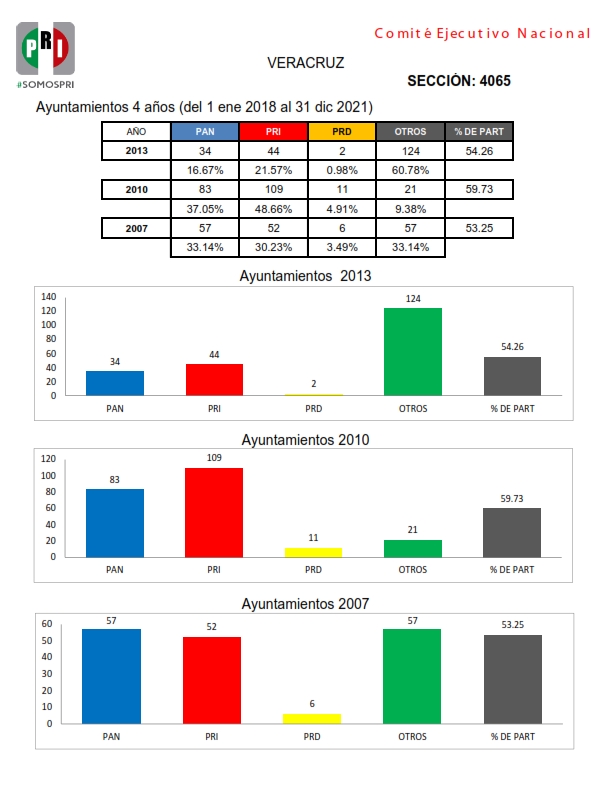 Comité Ejecutivo Nacional
PRI
#SOMOSPRI
VERACRUZ
SECCIÓN: 4065
Ayuntamientos 4 años (del 1 ene 2018 al 31 dic 2021)
AÑO PAN PRI PRD OTROS % DE PART
2013 34 44 2 124 54.26
16.67% 21.57% 0.98% 60.78%
2010 83 109 11 21 59.73
37.05% 48.66% 4.91% 9.38%
2007 57 52 6 57 53.25
33.14% 30.23% 3.49% 33.14%
Ayuntamientos 2013
140
120
100
80
60
40
20
0
34 44 2 124 54.26
PAN PRI PRD OTROS % DE PART
Ayuntamientos 2010
120
100
80
60
40
20
0
83 109 11 21 59.73
PAN PRI PRD OTROS % DE PART
Ayuntamientos 2007
60
50
40
30
20
10
0
57 52 6 57 53.25
PAN PRI PRD OTROS % DE PART